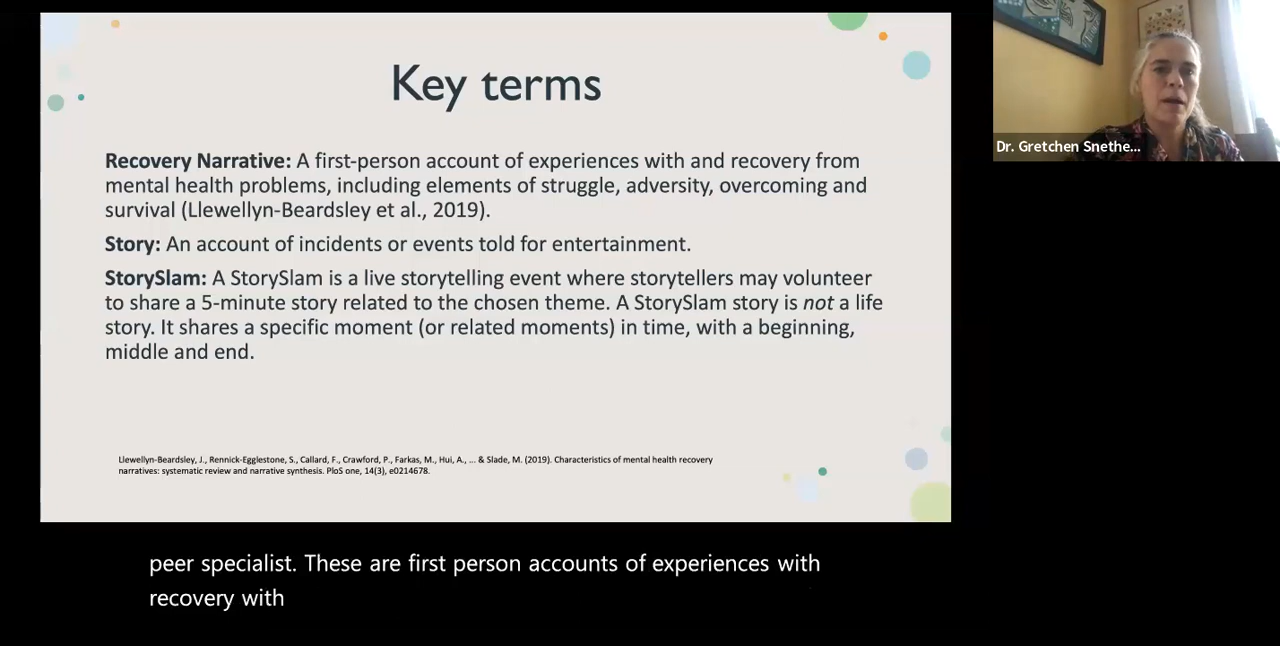 Key terms
Recovery Narrative: A first-person account of experiences with and recovery from
mental health problems, including elements of struggle, adversity, overcoming and
survival (Llewellyn-Beardsley et al., 2019).
Story: An account of incidents or events told for entertainment.
StorySlam: A StorySlam is a live storytelling event where storytellers may volunteer
to share a 5-minute story related to the chosen theme. A StorySlam story is not a life
story. It shares a specific moment (or related moments) in time, with a beginning,
middle and end.
Llewellyn-Beardsley, J., Rennick-Egglestone, S., Callard, F., Crawford, P., Farkas, M., Hui, A., ... & Slade, M. (2019). Characteristics of mental health recovery
narratives: systematic review and narrative synthesis. PloS one, 14(3), e0214678.
Dr. Gretchen Snethe...
peer specialist. These are first person accounts of experiences with
recovery with